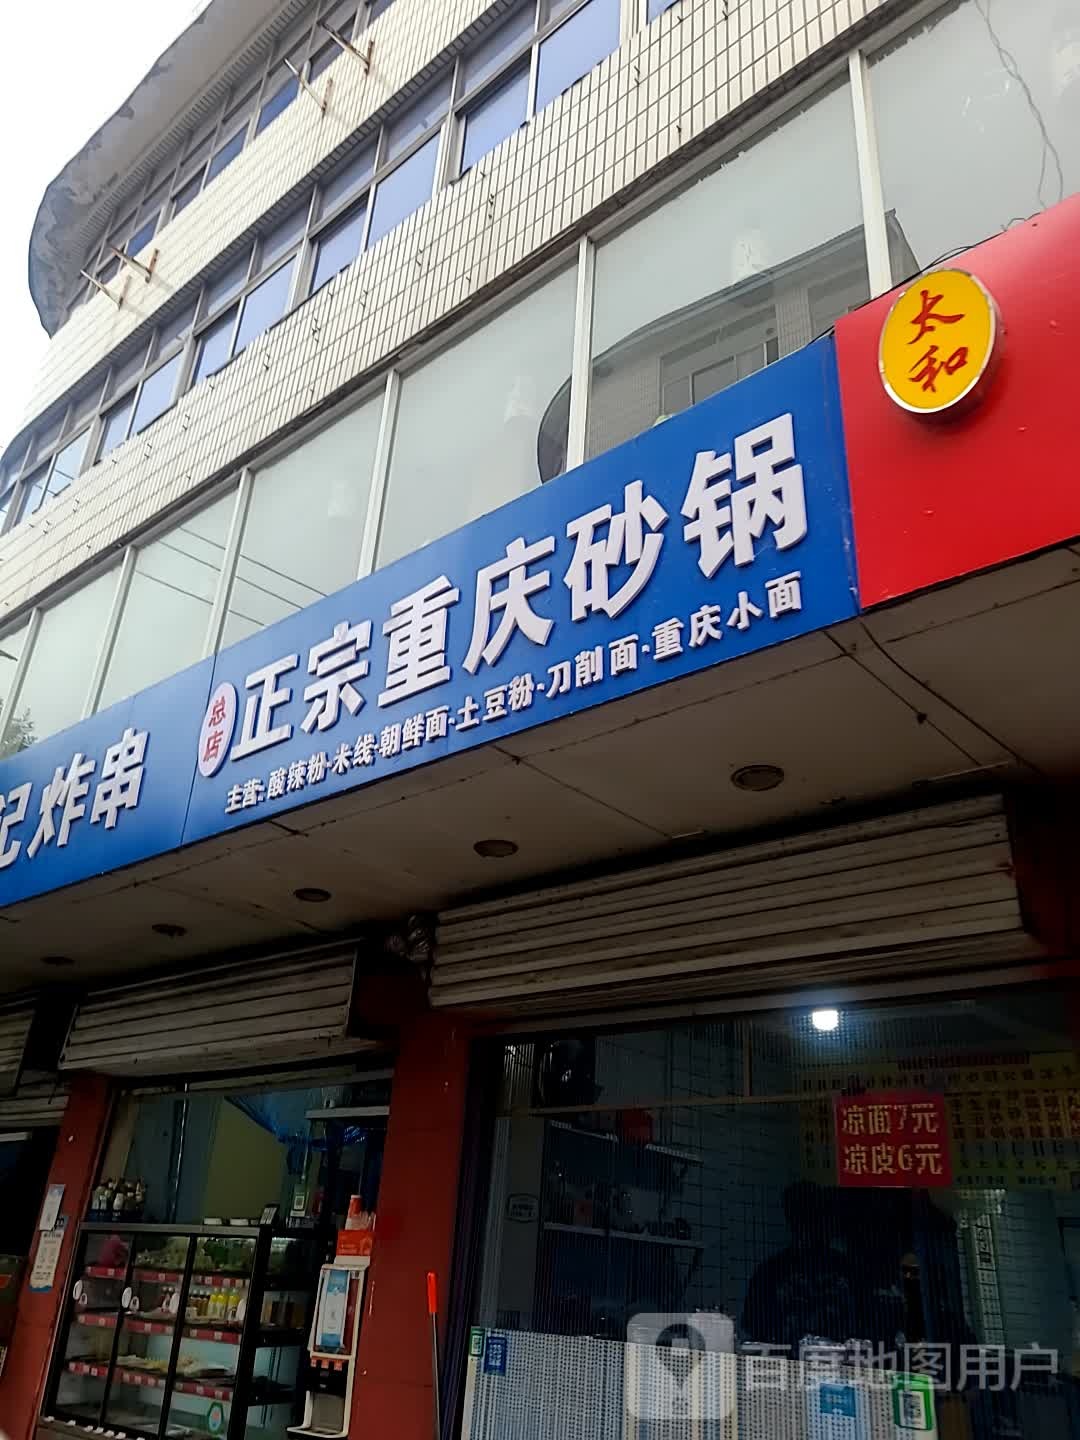 太和
正宗重庆砂锅
总店
主营:酸辣粉·米线·朝鲜面·土豆粉·刀削面·重庆小面
记炸串
凉面7元
凉皮6元
百度地图用户